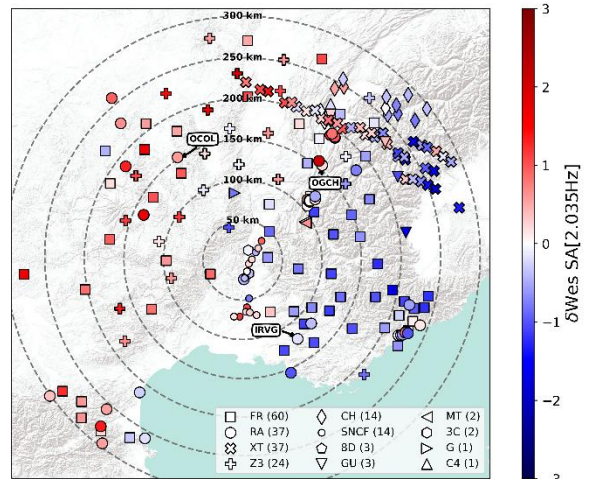 300 km
250 km
200 km
150 km
100 km
50 km
OCOL
OGCH
IRVG
FR (60)
RA (37)
XT (37)
Z3 (24)
CH (14)
SNCF (14)
8D (3)
GU (3)
MT (2)
3C (2)
G (1)
C4 (1)
3
2
1
0
−1
−2
−3
δWes SA[2.035Hz]